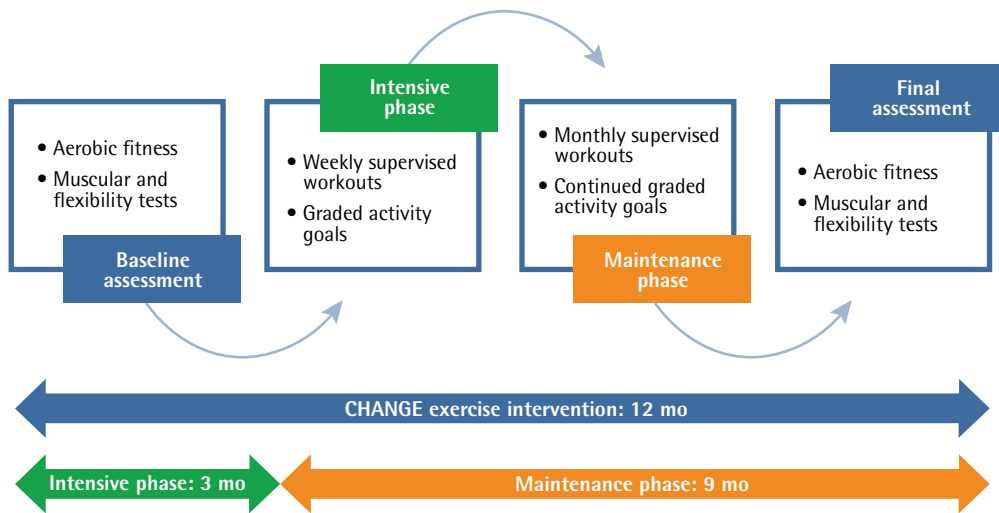 • Aerobic fitness
• Muscular and
flexibility tests
Baseline
assessment
Intensive
phase
• Weekly supervised
workouts
• Graded activity
goals
• Monthly supervised
workouts
• Continued graded
activity goals
Maintenance
phase
Final
assessment
• Aerobic fitness
• Muscular and
flexibility tests
CHANGE exercise intervention: 12 mo
Intensive phase: 3 mo
Maintenance phase: 9 mo